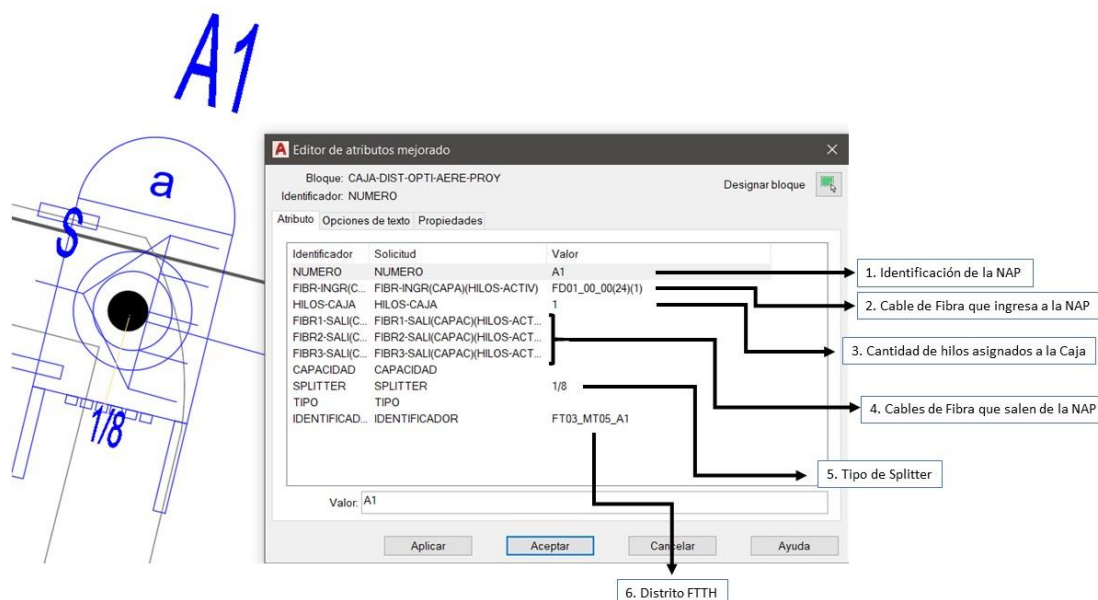 A1
a
S
1/8
Editor de atributos mejorado
Bloque: CAJA-DIST-OPTI-AERE-PROY
Identificador: NUMERO
Designar bloque
Atributo Opciones de texto Propiedades
Identificador Solicitud Valor
NUMERO NUMERO A1
FIBR-INGR(C... FIBR-INGR(CAPA)(HILOS-ACTIV) FD01_00_00(24)(1)
HILOS-CAJA HILOS-CAJA 1
FIBR1-SALI(C... FIBR1-SALI(CAPAC)(HILOS-ACT...
FIBR2-SALI(C... FIBR2-SALI(CAPAC)(HILOS-ACT...
FIBR3-SALI(C... FIBR3-SALI(CAPAC)(HILOS-ACT...
CAPACIDAD CAPACIDAD
SPLITTER SPLITTER 1/8
TIPO TIPO
IDENTIFICAD... IDENTIFICADOR FT03_MT05_A1
Valor: A1
Aplicar Aceptar Cancelar Ayuda
1. Identificación de la NAP
2. Cable de Fibra que ingresa a la NAP
3. Cantidad de hilos asignados a la Caja
4. Cables de Fibra que salen de la NAP
5. Tipo de Splitter
6. Distrito FTTH